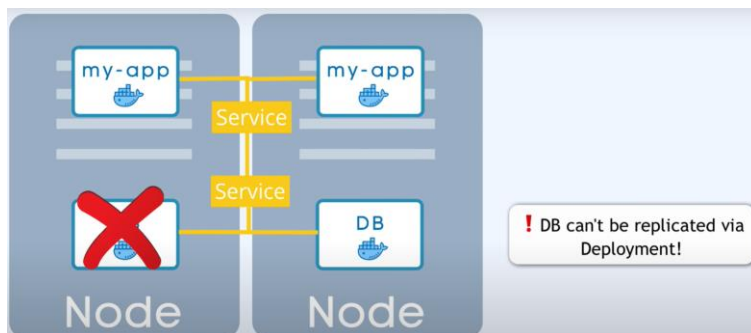 my-app
my-app
Service
Service
DB
❗ DB can't be replicated via
Deployment!
Node
Node